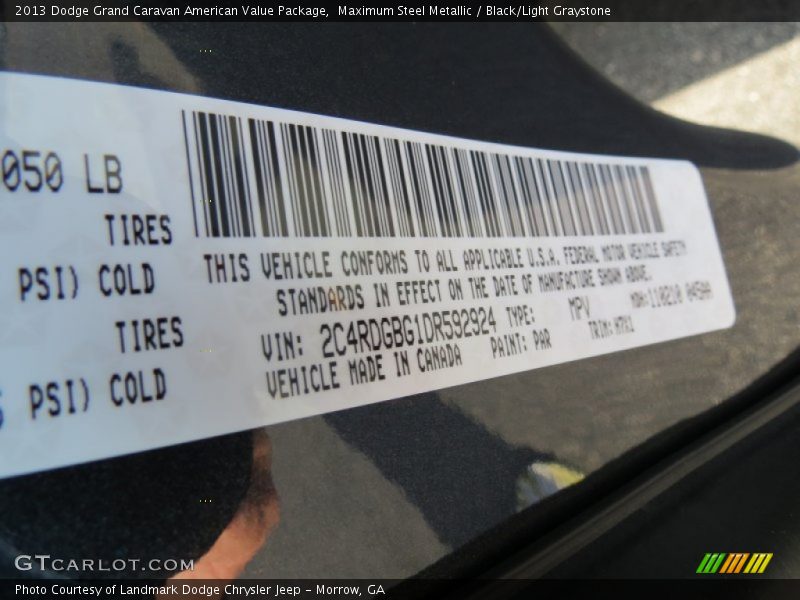 2013 Dodge Grand Caravan American Value Package,  Maximum Steel Metallic / Black/Light Graystone
050 LB
TIRES
PSI) COLD
TIRES
PSI) COLD
THIS VEHICLE CONFORMS TO ALL APPLICABLE U.S.A. FEDERAL MOTOR VEHICLE SAFETY
STANDARDS IN EFFECT ON THE DATE OF MANUFACTURE SHOWN ABOVE.
VIN: 2C4RDGBG1DR592924 TYPE: MPV MDH:110210
VEHICLE MADE IN CANADA PAINT: PAR TRIM:
GTCARLOT.COM
Photo Courtesy of Landmark Dodge Chrysler Jeep - Morrow, GA